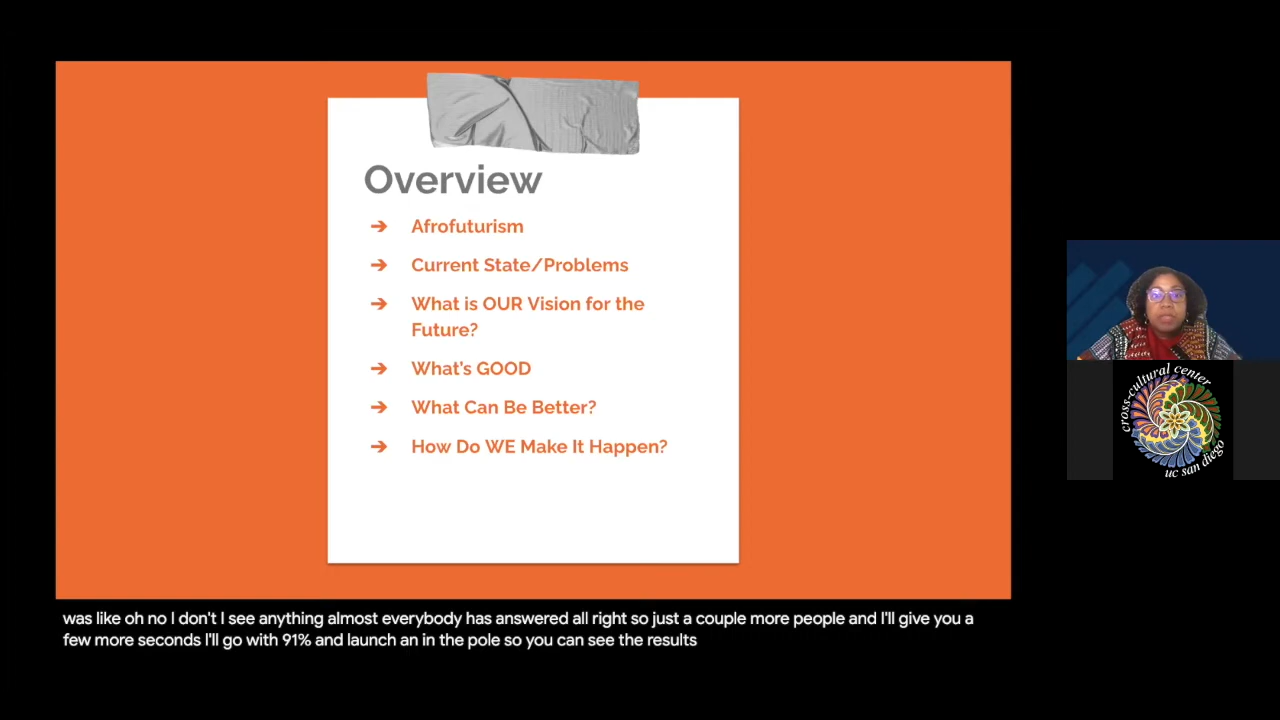 Overview
➔ Afrofuturism
➔ Current State/Problems
➔ What is OUR Vision for the
Future?
➔ What's GOOD
➔ What Can Be Better?
➔ How Do WE Make It Happen?
cross-cultural center
uc san diego
was like oh no I don't I see anything almost everybody has answered all right so just a couple more people and I'll give you a
few more seconds I'll go with 91% and launch an in the pole so you can see the results